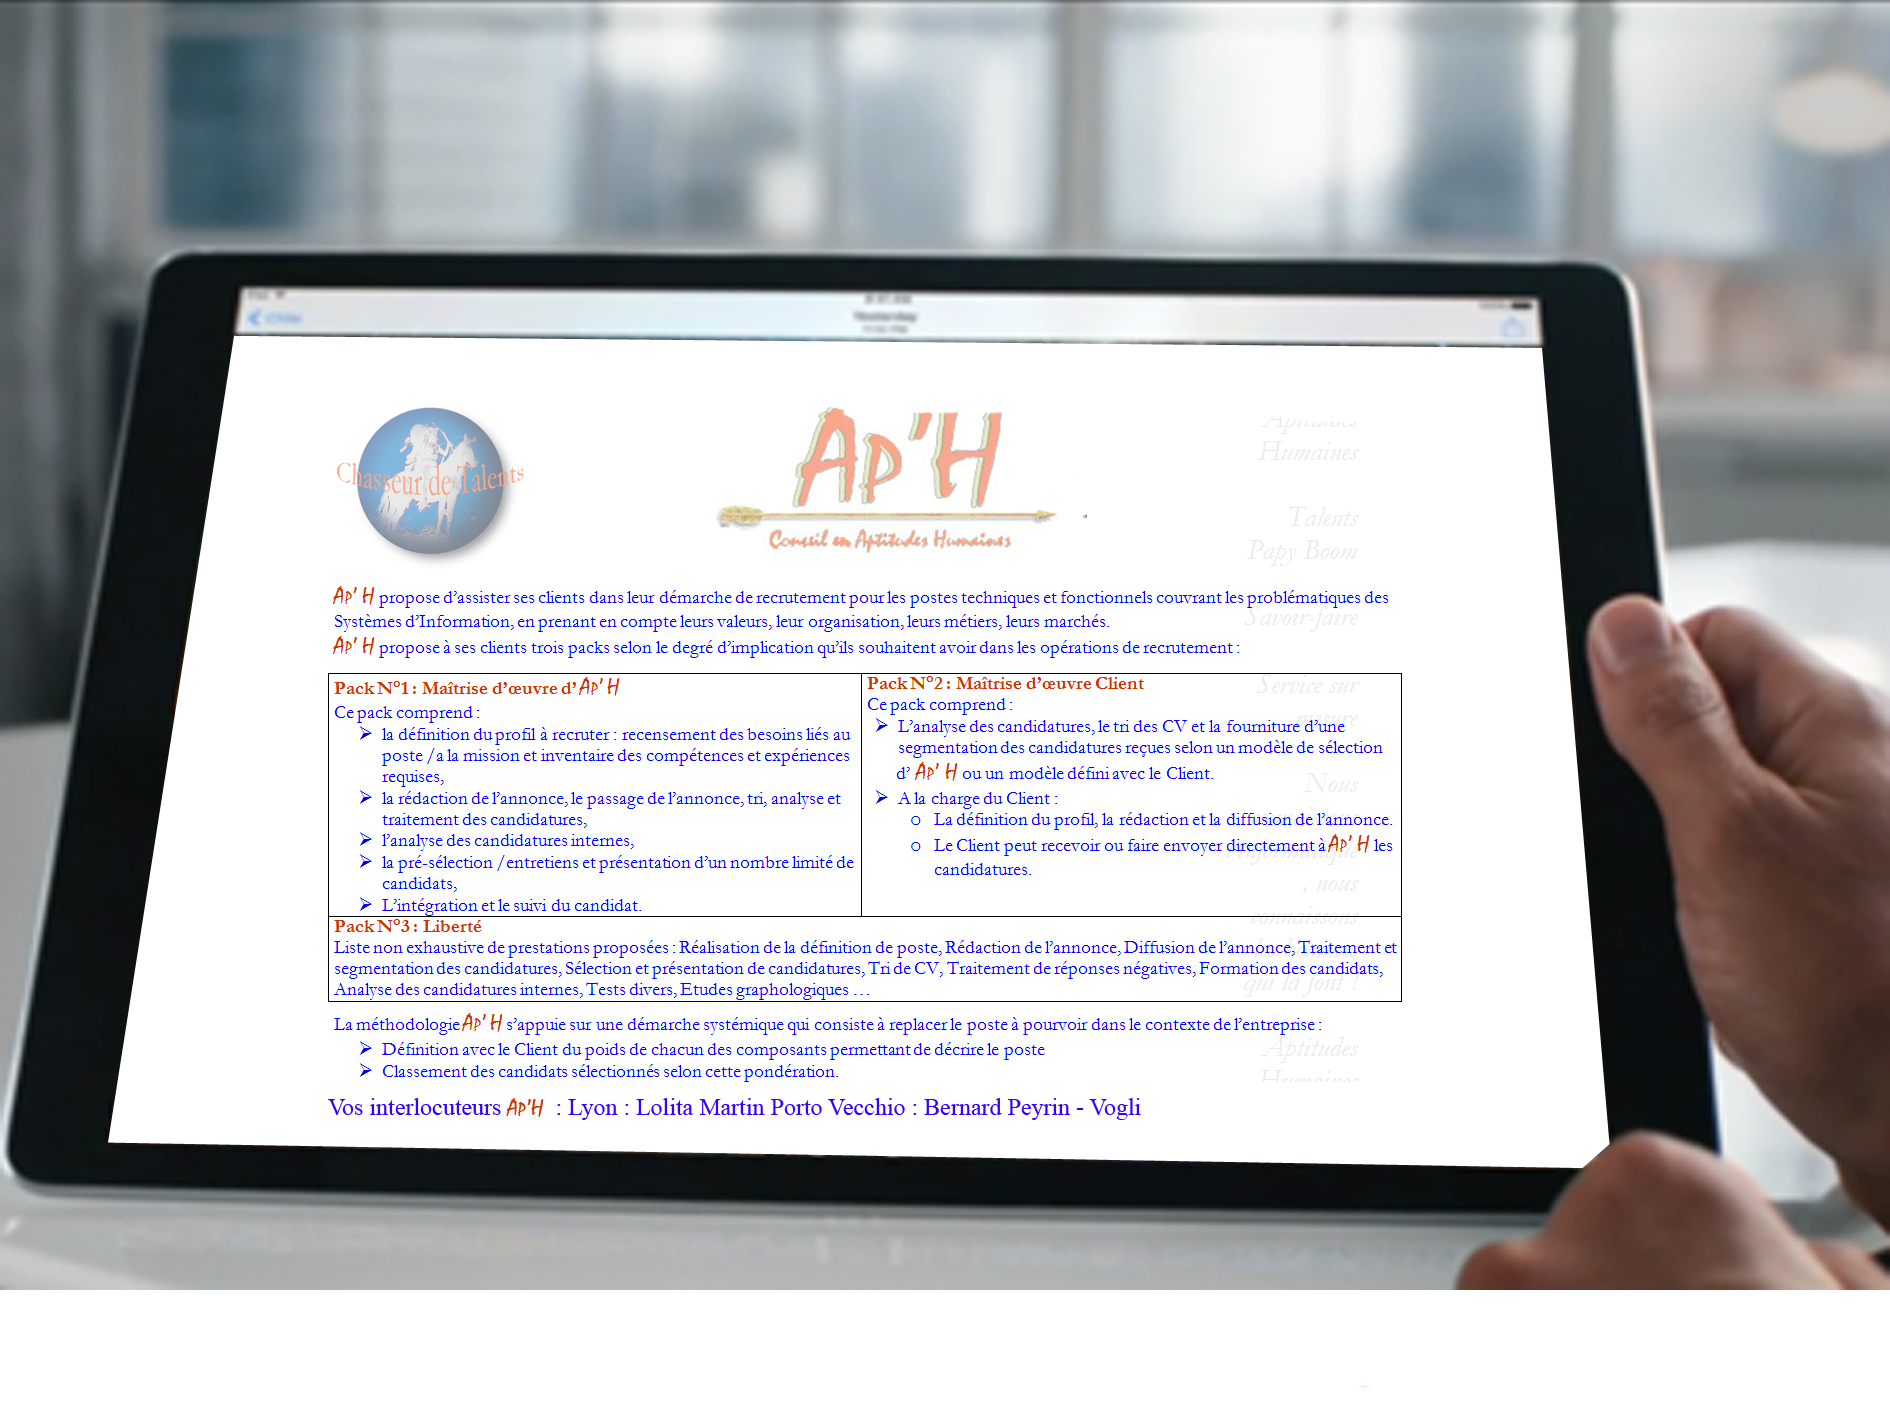 Yesterday
Chasseur de Talents
Ap'H
Conseil en Aptitudes Humaines
Aptitudes
Humaines
Talents
Papy Boom
Savoir-faire
Service sur
mesure
Nous
, nous
connaissons
qui la font !
Aptitudes
Humaines
Ap'H propose d'assister ses clients dans leur démarche de recrutement pour les postes techniques et fonctionnels couvrant les problématiques des
Systèmes d'Information, en prenant en compte leurs valeurs, leur organisation, leurs métiers, leurs marchés.
Ap'H propose à ses clients trois packs selon le degré d'implication qu'ils souhaitent avoir dans les opérations de recrutement :
Pack N°1 : Maîtrise d'œuvre d'Ap'H
Ce pack comprend :
➢ la définition du profil à recruter : recensement des besoins liés au
poste /a la mission et inventaire des compétences et expériences
requises,
➢ la rédaction de l'annonce, le passage de l'annonce, tri, analyse et
traitement des candidatures,
➢ l'analyse des candidatures internes,
➢ la pré-sélection /entretiens et présentation d'un nombre limité de
candidats,
➢ L'intégration et le suivi du candidat.
Pack N°2 : Maîtrise d'œuvre Client
Ce pack comprend :
➢ L'analyse des candidatures, le tri des CV et la fourniture d'une
segmentation des candidatures reçues selon un modèle de sélection
d' Ap'H ou un modèle défini avec le Client.
➢ A la charge du Client :
o La définition du profil, la rédaction et la diffusion de l'annonce.
o Le Client peut recevoir ou faire envoyer directement à Ap'H les
candidatures.
Pack N°3 : Liberté
Liste non exhaustive de prestations proposées : Réalisation de la définition de poste, Rédaction de l'annonce, Diffusion de l'annonce, Traitement et
segmentation des candidatures, Sélection et présentation de candidatures, Tri de CV, Traitement de réponses négatives, Formation des candidats,
Analyse des candidatures internes, Tests divers, Etudes graphologiques …
La méthodologie Ap'H s'appuie sur une démarche systémique qui consiste à replacer le poste à pourvoir dans le contexte de l'entreprise :
➢ Définition avec le Client du poids de chacun des composants permettant de décrire le poste
➢ Classement des candidats sélectionnés selon cette pondération.
Vos interlocuteurs Ap'H : Lyon : Lolita Martin Porto Vecchio : Bernard Peyrin - Vogli